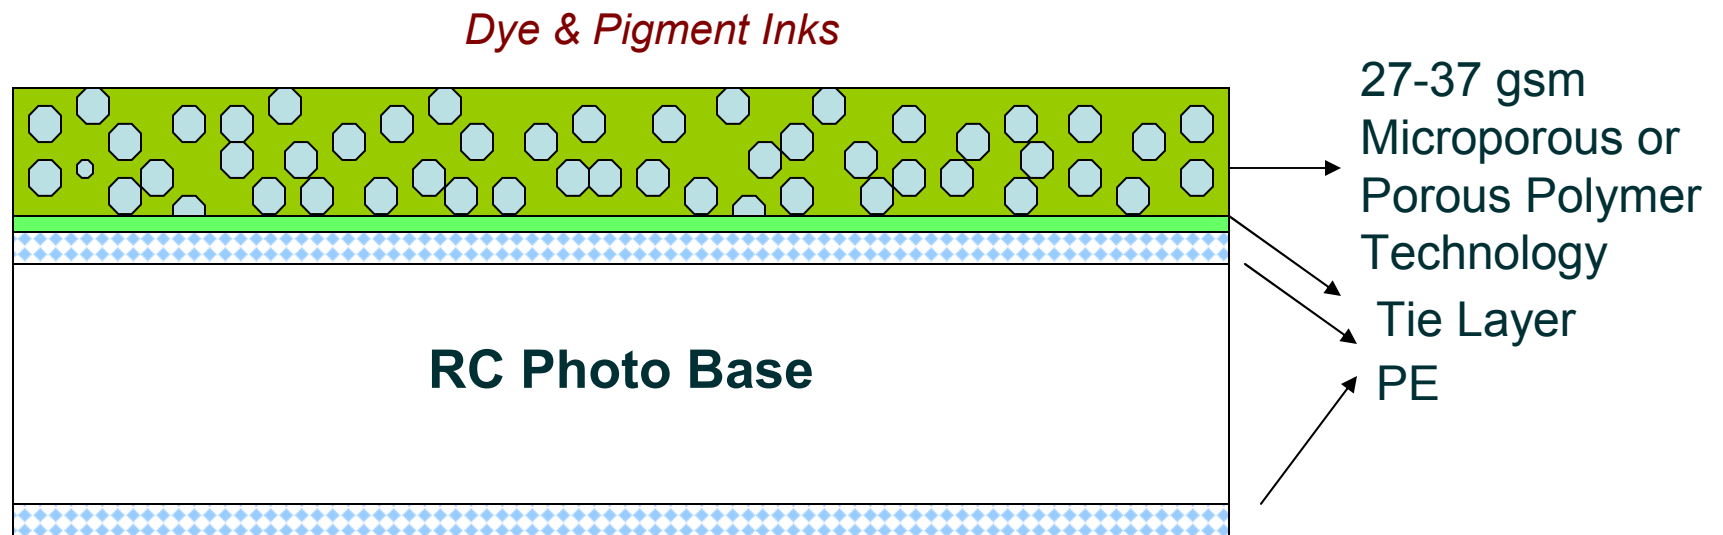 Dye & Pigment Inks
27-37 gsm
Microporous or
Porous Polymer
Technology
Tie Layer
RC Photo Base
PE